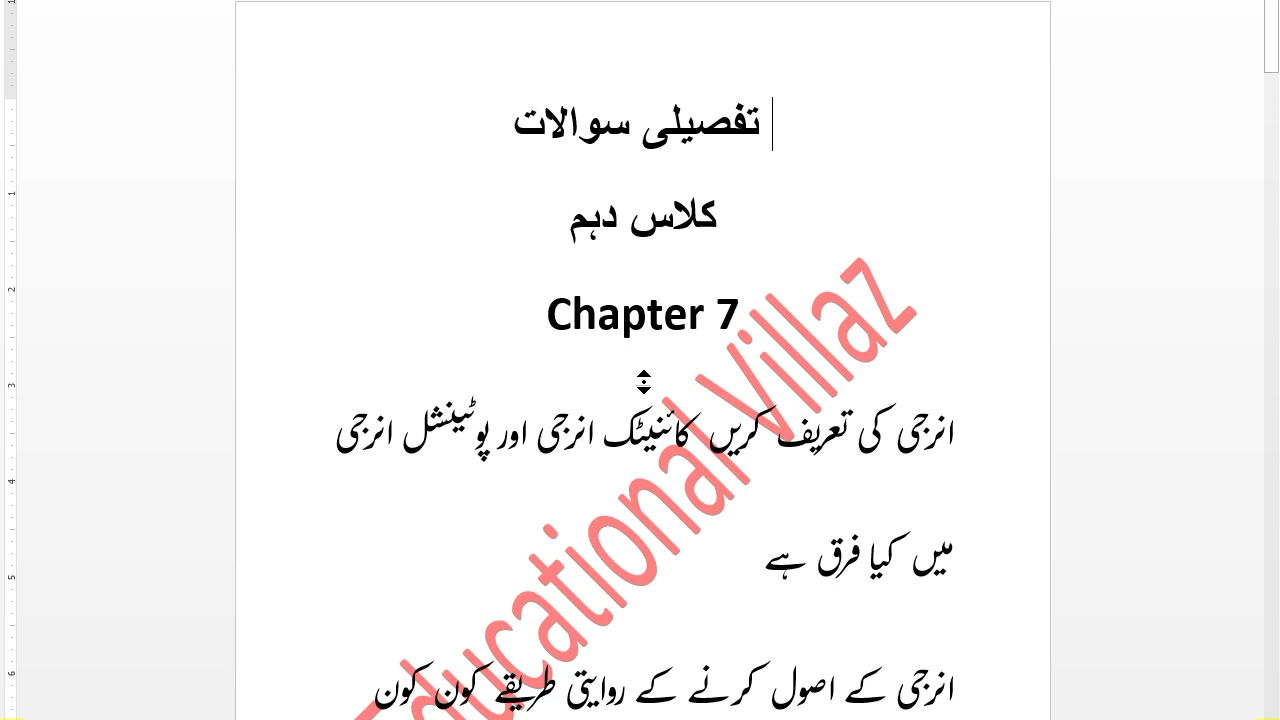 تفصیلی سوالات
کلاس دہم
Chapter 7
انرجی کی تعریف کریں کائنیٹک انرجی اور پوٹینشل انرجی
میں کیا فرق ہے
انرجی کے اصول کرنے کے روایتی طریقے کون کون
Educational Villaz